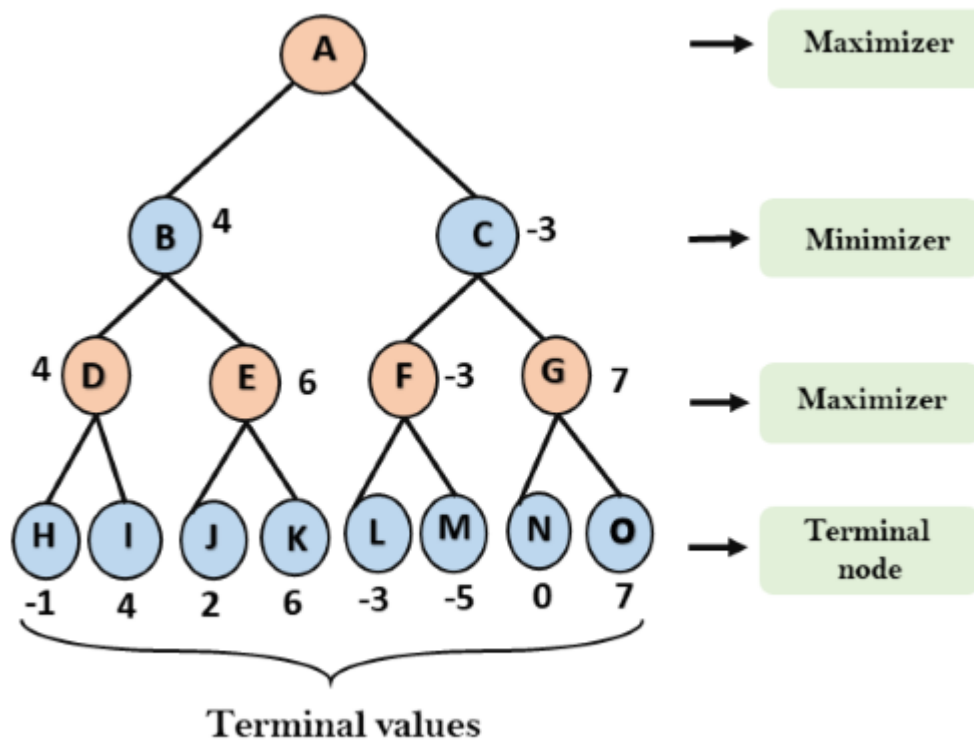 A
Maximizer
B 4
C -3
Minimizer
4 D
E 6
F -3
G 7
Maximizer
H I J K L M N O
Terminal
node
-1 4 2 6 -3 -5 0 7
Terminal values